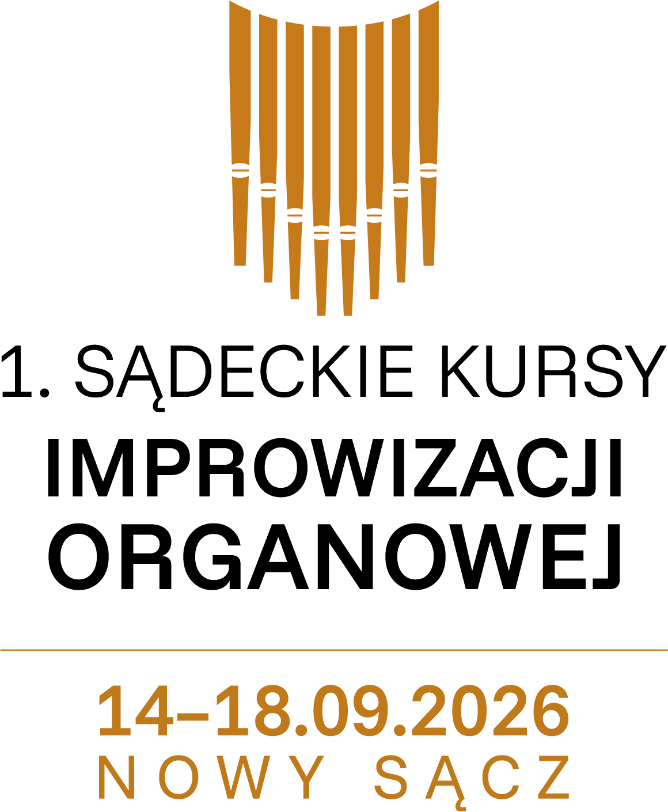 1. SĄDECKIE KURSY
IMPROWIZACJI
ORGANOWEJ
14–18.09.2026
NOWY SĄCZ